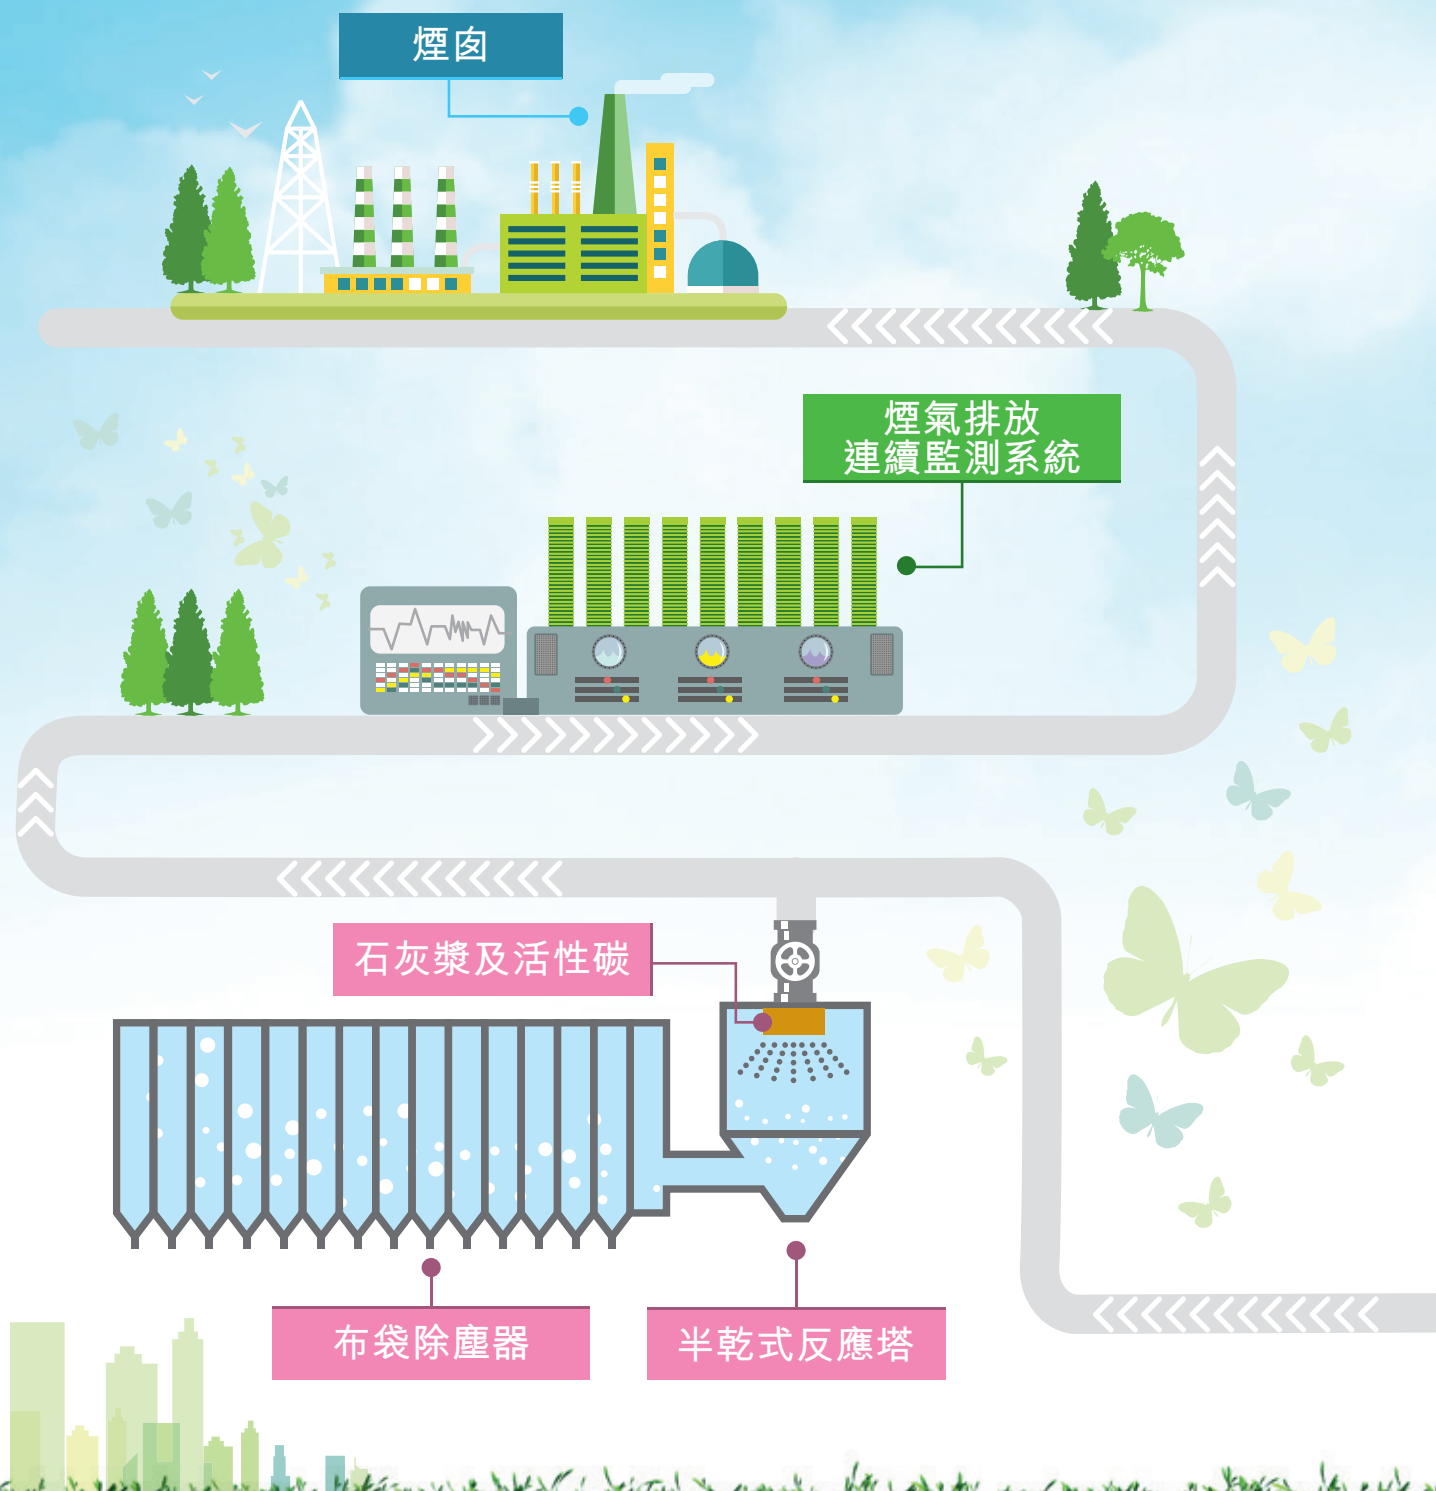 煙囪
煙氣排放
連續監測系統
石灰漿及活性碳
布袋除塵器
半乾式反應塔